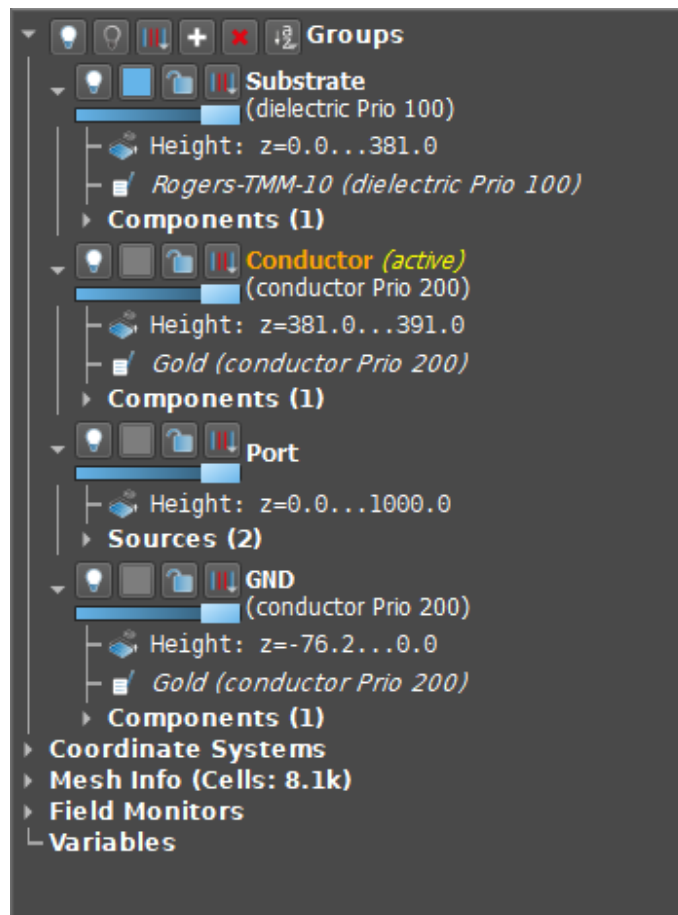 Groups
Substrate
(dielectric Prio 100)
Height: z=0.0...381.0
Rogers-TMM-10 (dielectric Prio 100)
Components (1)
Conductor (active)
(conductor Prio 200)
Height: z=381.0...391.0
Gold (conductor Prio 200)
Components (1)
Port
Height: z=0.0...1000.0
Sources (2)
GND
(conductor Prio 200)
Height: z=-76.2...0.0
Gold (conductor Prio 200)
Components (1)
Coordinate Systems
Mesh Info (Cells: 8.1k)
Field Monitors
Variables